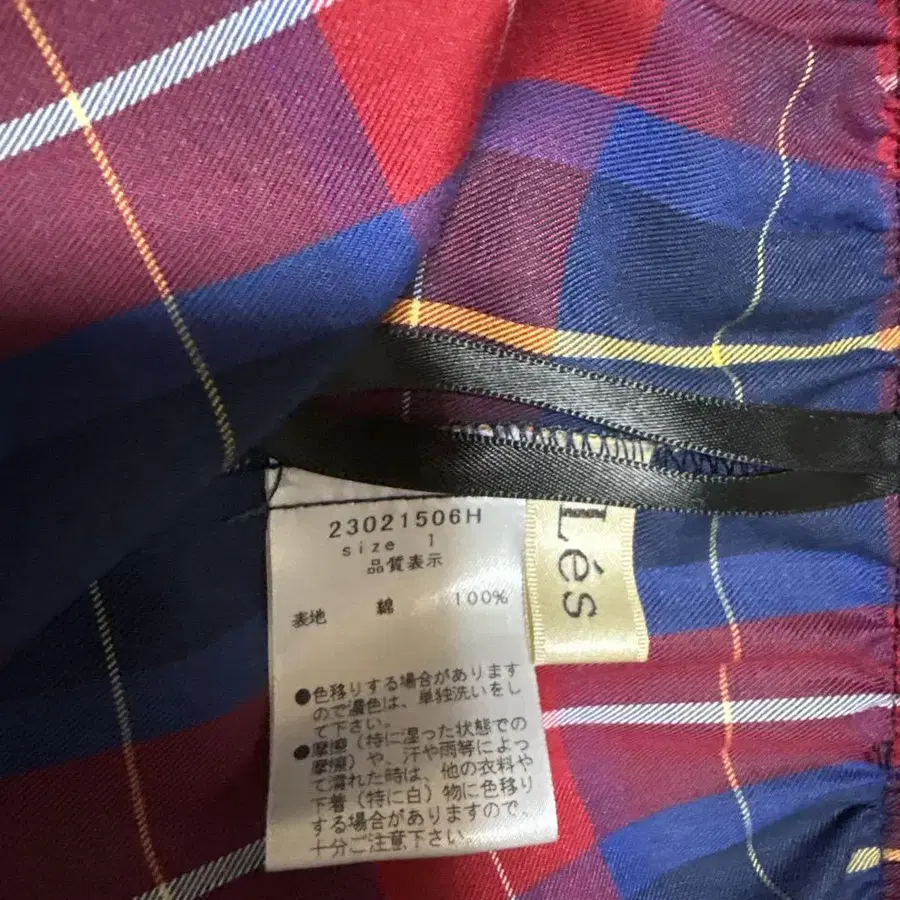 23021506H
size 1
品質表示
表地 綿 100%
●色移りする場合があります
ので濃色は、単独洗いをし
て下さい。
●摩擦（特に湿った状態での
摩擦）や、汗や雨等によっ
て濡れた時は、他の衣料や
下着（特に白）物に色移り
する場合がありますので、
十分ご注意下さい。
Lés